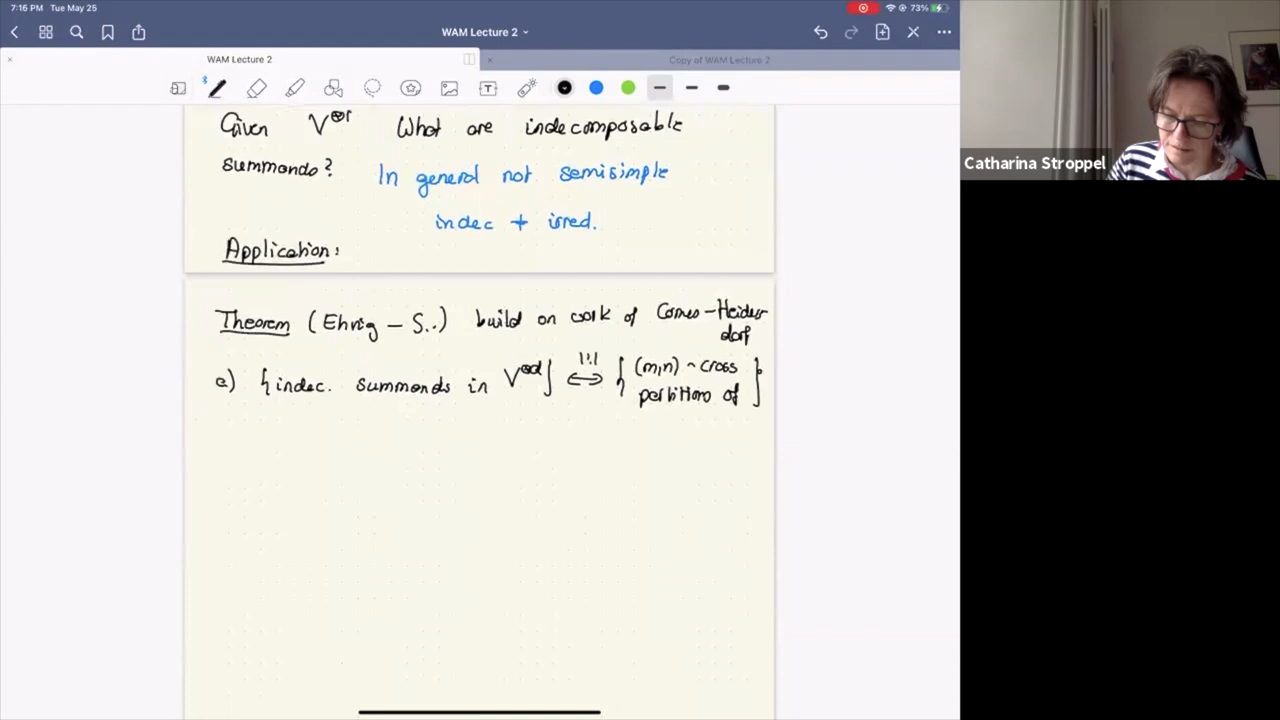 7:16 PM Tue May 25
73%
WAM Lecture 2
WAM Lecture 2
Copy of WAM Lecture 2
Given V⊗r What are indecomposable
summands? In general not semisimple
indec ≠ irred.
Application:
Theorem (Ehrig – S..) build on work of Comes-Heidersdorf
a) { indec. summands in V⊗d } 1:1 ⟷ { (m,n)-cross
partitions of }
Catharina Stroppel